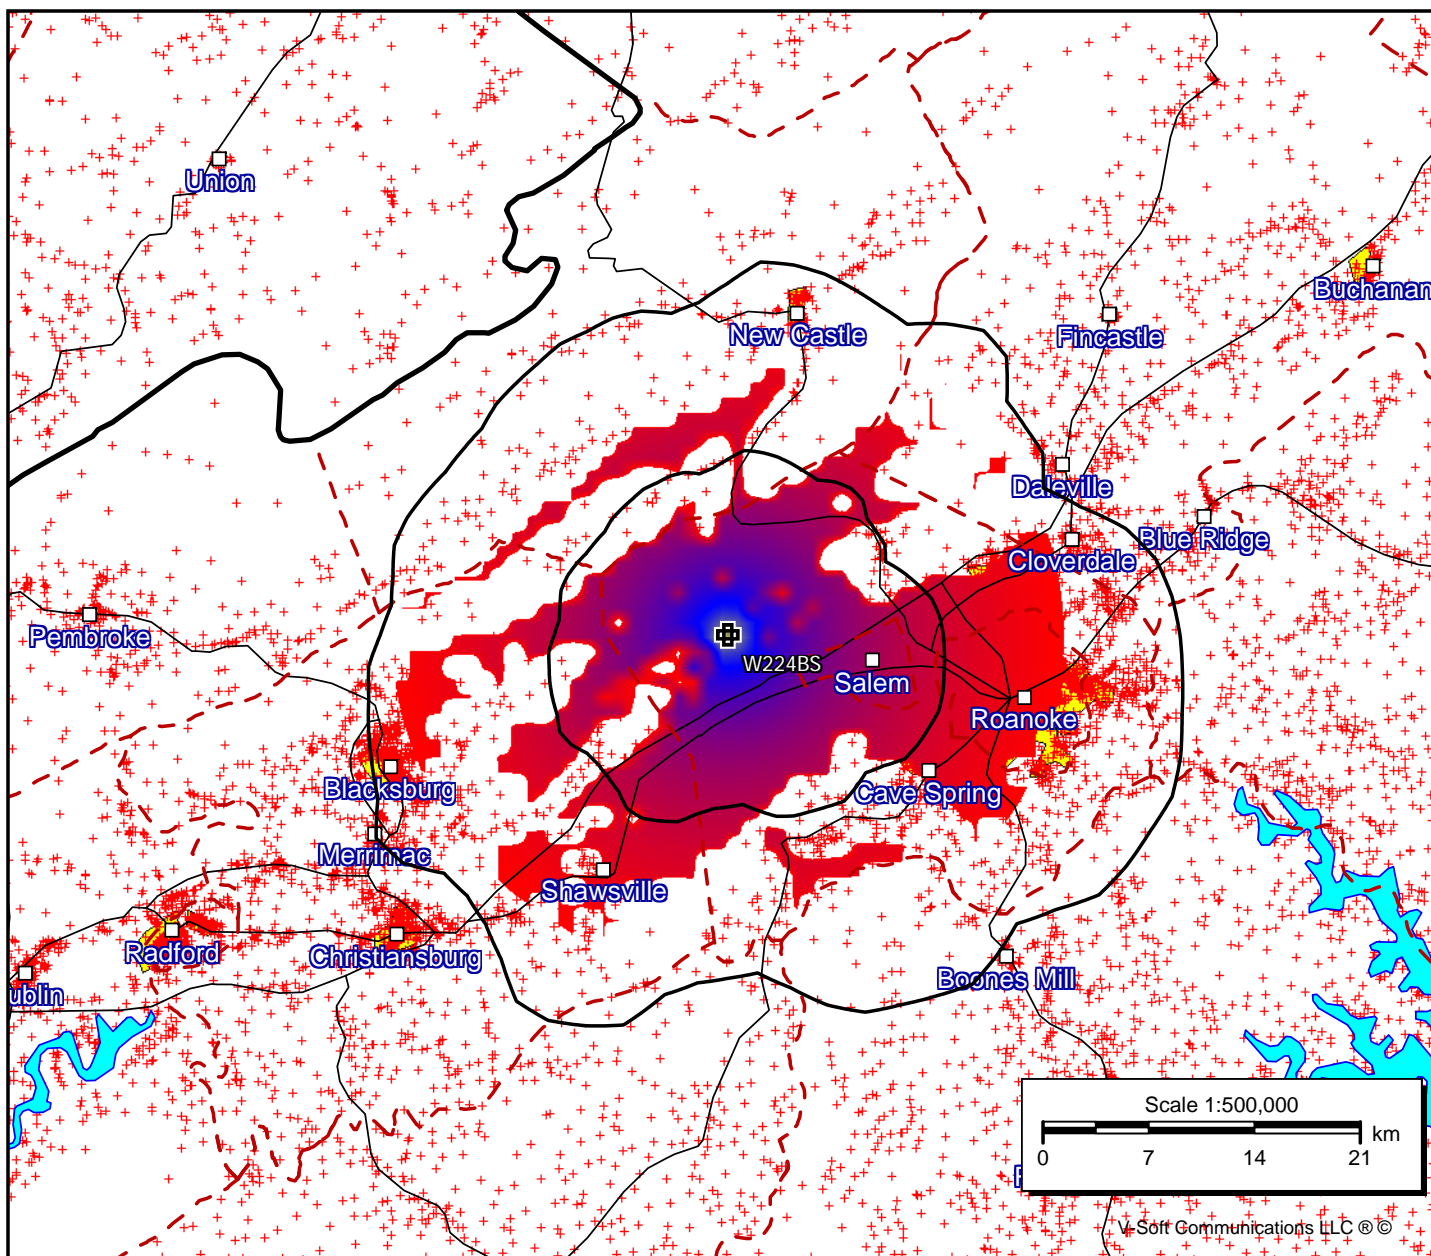 Union
Buchanan
New Castle
Fincastle
Daleville
Blue Ridge
Cloverdale
Pembroke
W224BS
Salem
Roanoke
Blacksburg
Cave Spring
Merrimac
Shawsville
Radford
Christiansburg
Boones Mill
ublin
Scale 1:500,000
km
0 7 14 21
V-Soft Communications LLC ® ©